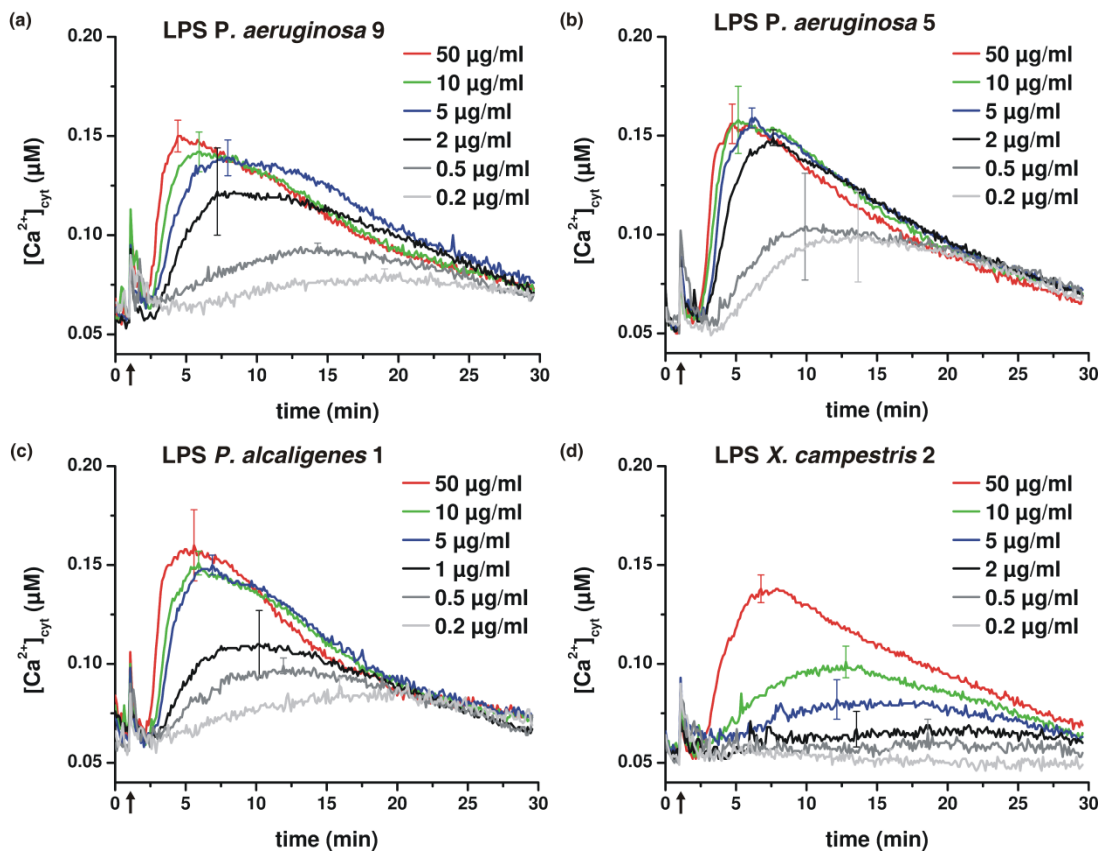 (a)
LPS P. aeruginosa 9
50 µg/ml
10 µg/ml
5 µg/ml
2 µg/ml
0.5 µg/ml
0.2 µg/ml
[Ca²⁺]cyt (µM)
0.20
0.15
0.10
0.05
0 5 10 15 20 25 30
time (min)
(b)
LPS P. aeruginosa 5
50 µg/ml
10 µg/ml
5 µg/ml
2 µg/ml
0.5 µg/ml
0.2 µg/ml
[Ca²⁺]cyt (µM)
0.20
0.15
0.10
0.05
0 5 10 15 20 25 30
time (min)
(c)
LPS P. alcaligenes 1
50 µg/ml
10 µg/ml
5 µg/ml
1 µg/ml
0.5 µg/ml
0.2 µg/ml
[Ca²⁺]cyt (µM)
0.20
0.15
0.10
0.05
0 5 10 15 20 25 30
time (min)
(d)
LPS X. campestris 2
50 µg/ml
10 µg/ml
5 µg/ml
2 µg/ml
0.5 µg/ml
0.2 µg/ml
[Ca²⁺]cyt (µM)
0.20
0.15
0.10
0.05
0 5 10 15 20 25 30
time (min)